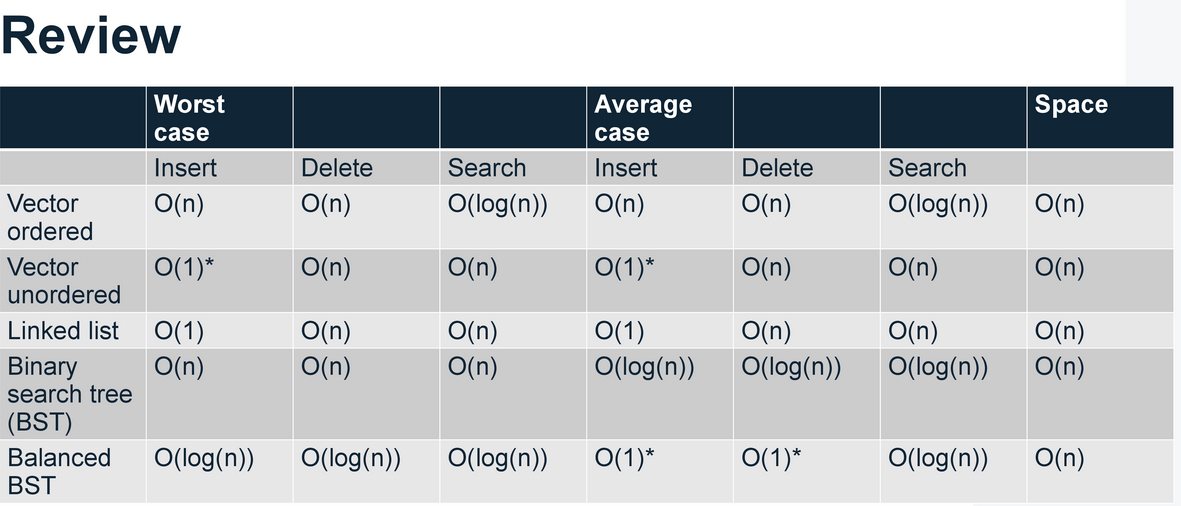 Review
Worst case Average case Space
Insert Delete Search Insert Delete Search
Vector ordered O(n) O(n) O(log(n)) O(n) O(n) O(log(n)) O(n)
Vector unordered O(1)* O(n) O(n) O(1)* O(n) O(n) O(n)
Linked list O(1) O(n) O(n) O(1) O(n) O(n) O(n)
Binary search tree (BST) O(n) O(n) O(n) O(log(n)) O(log(n)) O(log(n)) O(n)
Balanced BST O(log(n)) O(log(n)) O(log(n)) O(1)* O(1)* O(log(n)) O(n)